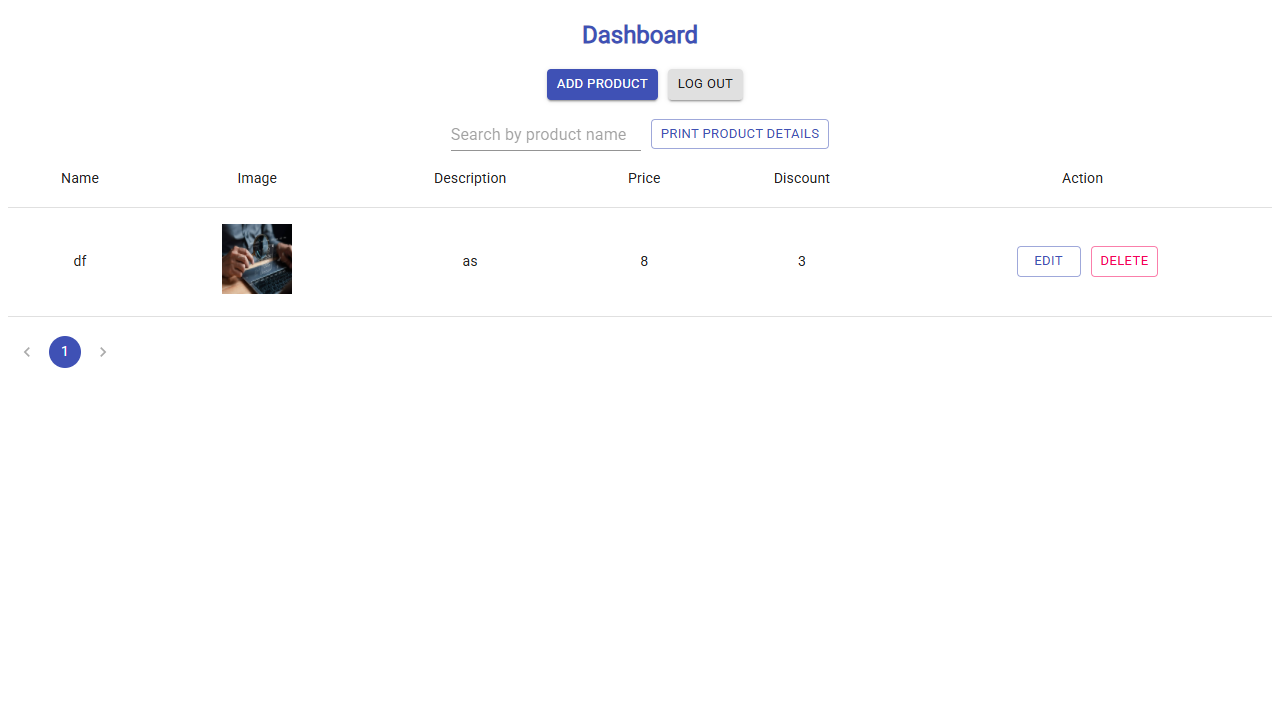 Dashboard
ADD PRODUCT LOG OUT
Search by product name PRINT PRODUCT DETAILS
Name Image Description Price Discount Action
df as 8 3 EDIT DELETE
1